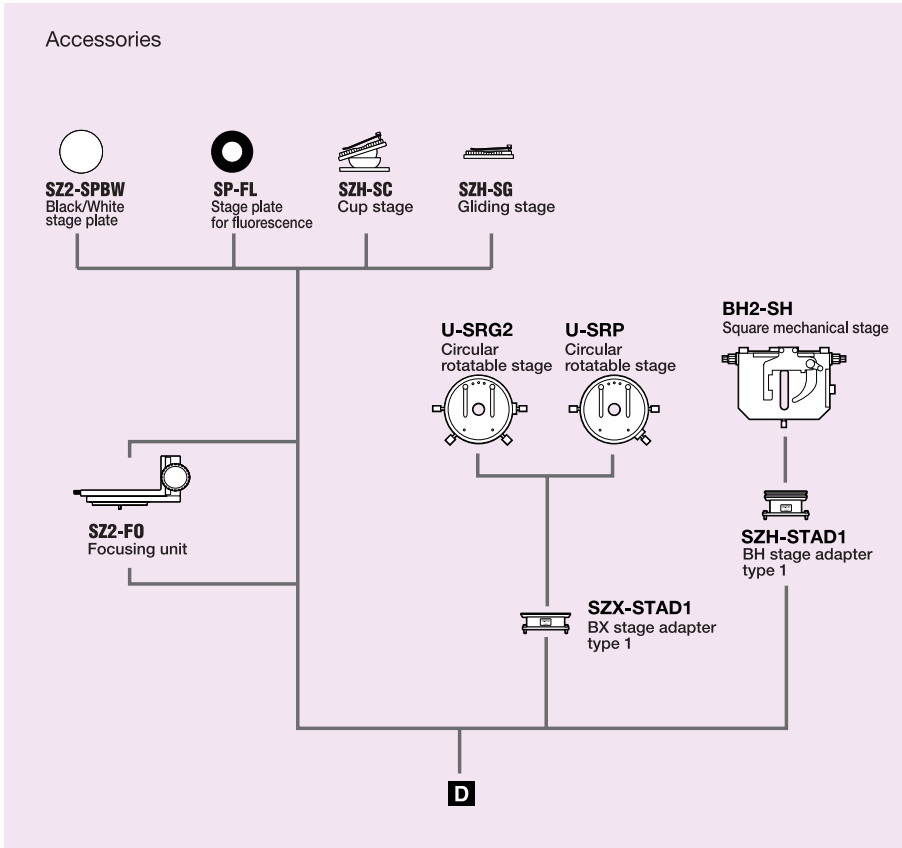 Accessories
SZ2-SPBW
Black/White
stage plate
SP-FL
Stage plate
for fluorescence
SZH-SC
Cup stage
SZH-SG
Gliding stage
U-SRG2
Circular
rotatable stage
U-SRP
Circular
rotatable stage
BH2-SH
Square mechanical stage
SZ2-FO
Focusing unit
SZH-STAD1
BH stage adapter
type 1
SZX-STAD1
BX stage adapter
type 1
D